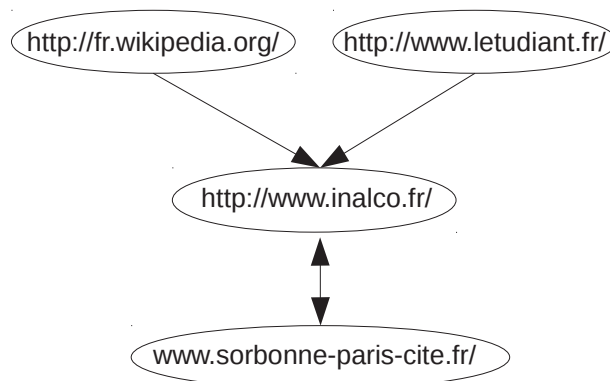 http://fr.wikipedia.org/
http://www.letudiant.fr/
http://www.inalco.fr/
www.sorbonne-paris-cite.fr/